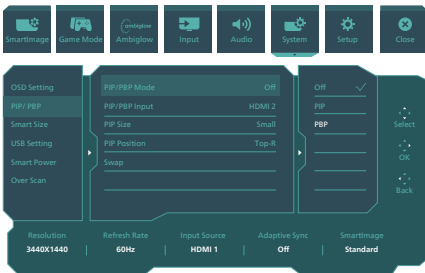 ambiglow
SmartImage Game Mode Ambiglow Input Audio System Setup Close
OSD Setting PIP/PBP Mode Off Off
PIP/ PBP PIP/PBP Input HDMI 2 PIP
Smart Size PIP Size Small PBP Select
USB Setting PIP Position Top-R
Smart Power Swap OK
Over Scan Back
Resolution Refresh Rate Input Source Adaptive Sync SmartImage
3440X1440 60Hz HDMI 1 Off Standard